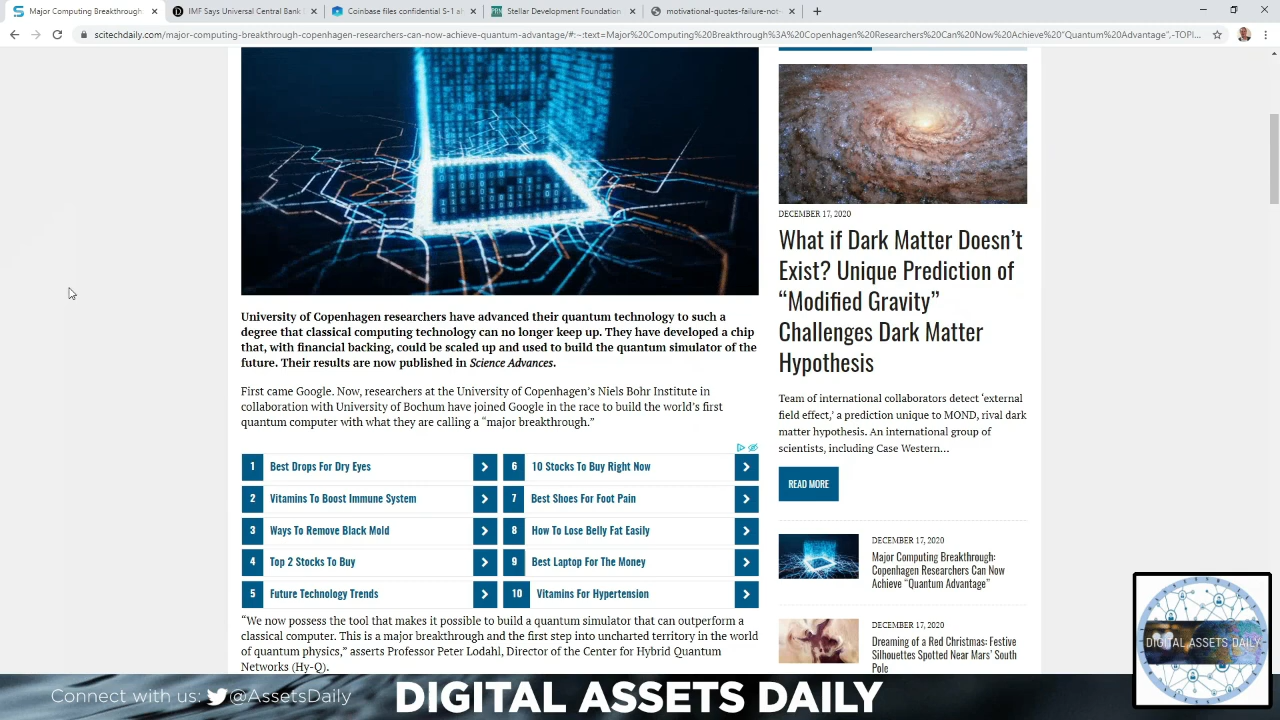 Major Computing Breakthrough
IMF Says Universal Central Bank
Coinbase files confidential S-1 a
Stellar Development Foundation
motivational-quotes-failure-not-
scitechdaily.com/major-computing-breakthrough-copenhagen-researchers-can-now-achieve-quantum-advantage/#:~:text=Major%20Computing%20Breakthrough%3A%20Copenhagen%20Researchers%20Can%20Now%20Achieve%20"Quantum%20Advantage",-TOPI...
DECEMBER 17, 2020
What if Dark Matter Doesn't
Exist? Unique Prediction of
“Modified Gravity”
Challenges Dark Matter
Hypothesis
Team of international collaborators detect ‘external
field effect,’ a prediction unique to MOND, rival dark
matter hypothesis. An international group of
scientists, including Case Western…
READ MORE
DECEMBER 17, 2020
Major Computing Breakthrough:
Copenhagen Researchers Can Now
Achieve “Quantum Advantage”
DECEMBER 17, 2020
Dreaming of a Red Christmas: Festive
Silhouettes Spotted Near Mars’ South
Pole
University of Copenhagen researchers have advanced their quantum technology to such a
degree that classical computing technology can no longer keep up. They have developed a chip
that, with financial backing, could be scaled up and used to build the quantum simulator of the
future. Their results are now published in Science Advances.
First came Google. Now, researchers at the University of Copenhagen’s Niels Bohr Institute in
collaboration with University of Bochum have joined Google in the race to build the world’s first
quantum computer with what they are calling a “major breakthrough.”
1 Best Drops For Dry Eyes
2 Vitamins To Boost Immune System
3 Ways To Remove Black Mold
4 Top 2 Stocks To Buy
5 Future Technology Trends
6 10 Stocks To Buy Right Now
7 Best Shoes For Foot Pain
8 How To Lose Belly Fat Easily
9 Best Laptop For The Money
10 Vitamins For Hypertension
“We now possess the tool that makes it possible to build a quantum simulator that can outperform a
classical computer. This is a major breakthrough and the first step into uncharted territory in the world
of quantum physics,” asserts Professor Peter Lodahl, Director of the Center for Hybrid Quantum
Networks (Hy-Q).
Connect with us: @AssetsDaily
DIGITAL ASSETS DAILY
DIGITAL ASSETS DAILY